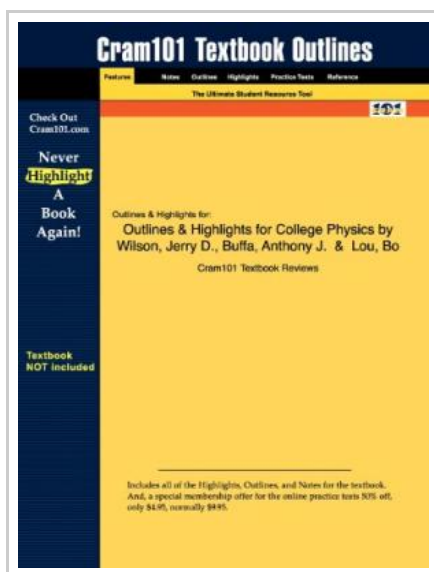 Cram101 Textbook Outlines
Features Notes Outlines Highlights Practice Tests Reference
The Ultimate Student Resource Tool
101
Check Out
Cram101.com
Never
Highlight
A
Book
Again!
Outlines & Highlights for:
Outlines & Highlights for College Physics by
Wilson, Jerry D., Buffa, Anthony J. & Lou, Bo
Cram101 Textbook Reviews
Textbook
NOT included
Includes all of the Highlights, Outlines, and Notes for the textbook.
And, a special membership offer for the online practice tests 50% off,
only $4.95, normally $9.95.